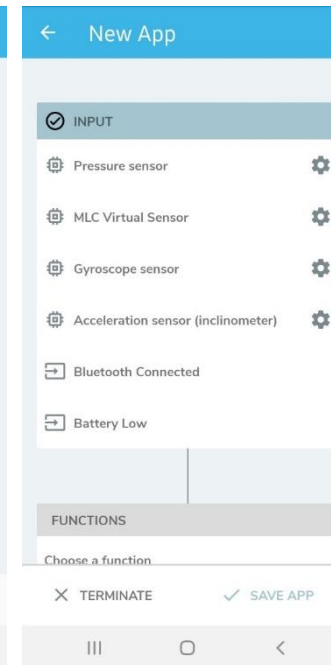 New App
INPUT
Pressure sensor
MLC Virtual Sensor
Gyroscope sensor
Acceleration sensor (inclinometer)
Bluetooth Connected
Battery Low
FUNCTIONS
Choose a function
TERMINATE
SAVE APP